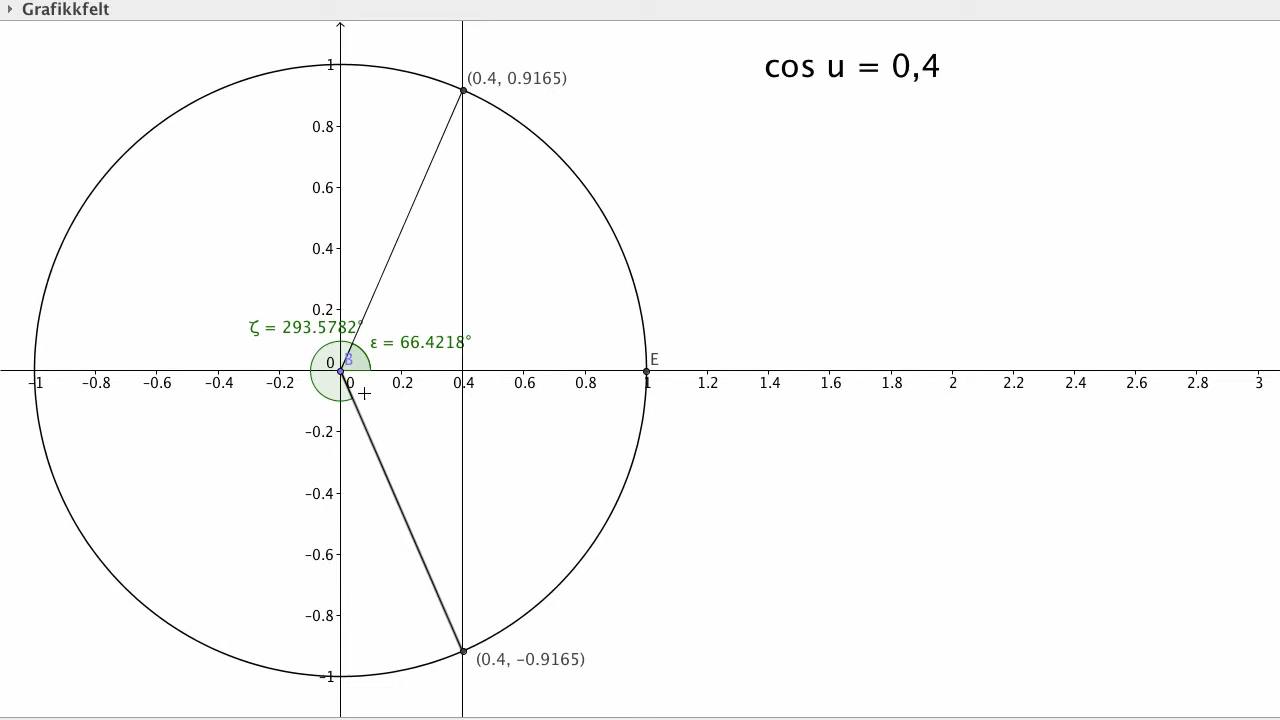 Grafikkfelt
cos u = 0,4
1
(0.4, 0.9165)
0.8
0.6
0.4
0.2
ζ = 293.5782°
ε = 66.4218°
0
B
E
-1 -0.8 -0.6 -0.4 -0.2 0 0.2 0.4 0.6 0.8 1 1.2 1.4 1.6 1.8 2 2.2 2.4 2.6 2.8 3
-0.2
-0.4
-0.6
-0.8
(0.4, -0.9165)
-1